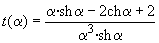 t(α) = (α·shα − 2chα + 2) / (α³·shα)